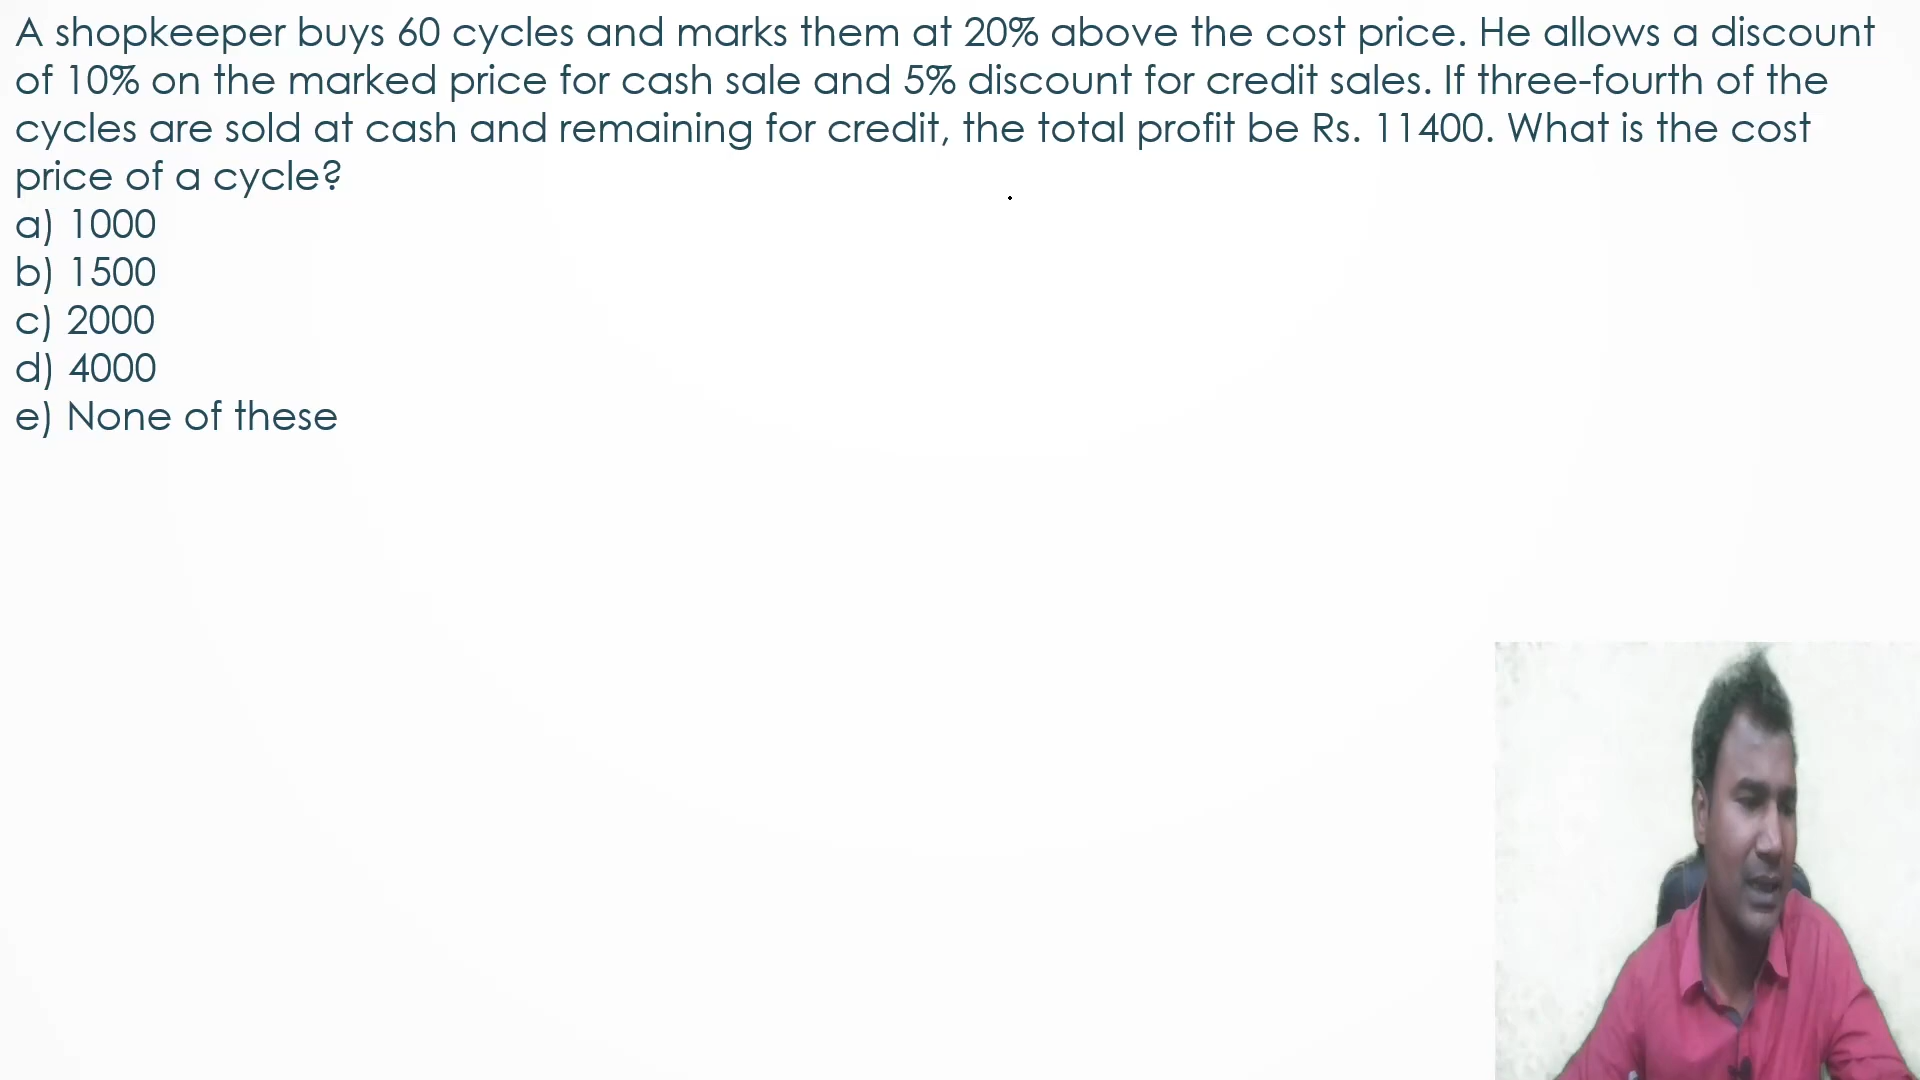 A shopkeeper buys 60 cycles and marks them at 20% above the cost price. He allows a discount
of 10% on the marked price for cash sale and 5% discount for credit sales. If three-fourth of the
cycles are sold at cash and remaining for credit, the total profit be Rs. 11400. What is the cost
price of a cycle?
a) 1000
b) 1500
c) 2000
d) 4000
e) None of these